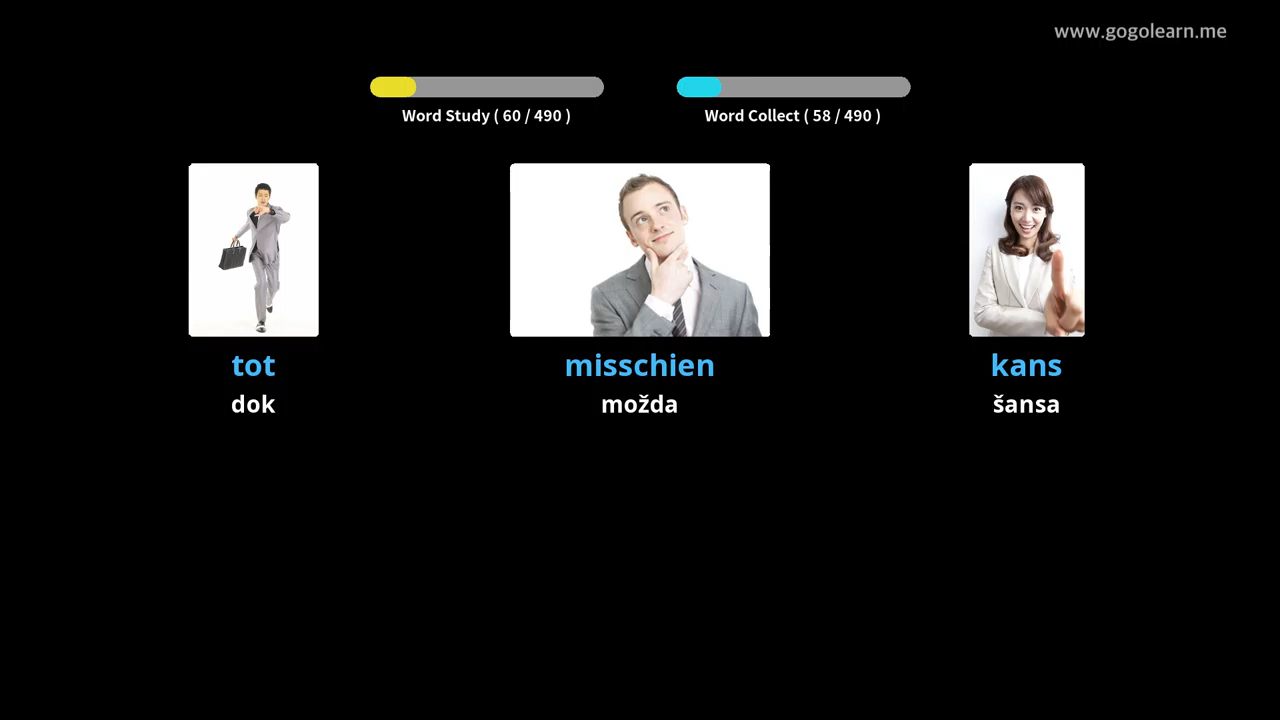 www.gogolearn.me
Word Study ( 60 / 490 )
Word Collect ( 58 / 490 )
tot
dok
misschien
možda
kans
šansa